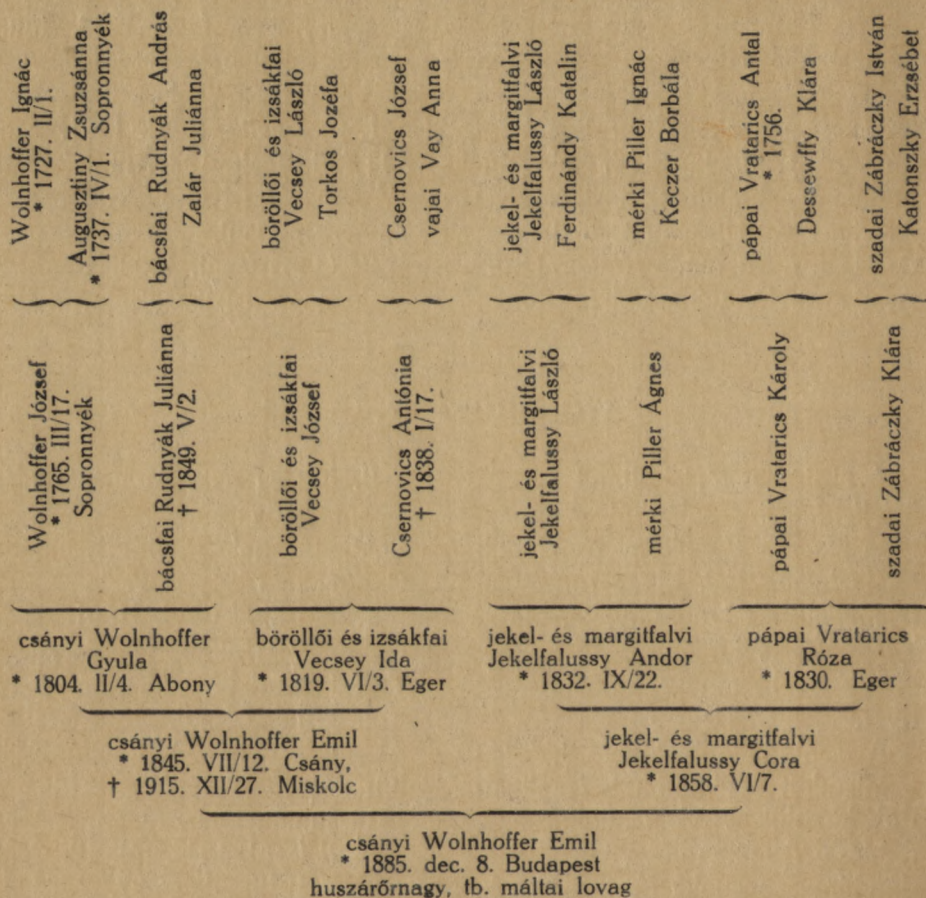 Wolnhoffer Ignác
* 1727. II/1.
Augusztiny Zsuzsánna
* 1737. IV/1. Sopronnyék
bácsfai Rudnyák András
Zalár Juliánna
böröllői és izsákfai
Vecsey László
Torkos Jozéfa
Csernovics József
vajai Vay Anna
jekel- és margitfalvi
Jekelfalussy László
Ferdinándy Katalin
mérki Piller Ignác
Keczer Borbála
pápai Vratarics Antal
* 1756.
Dessewffy Klára
szadai Zábráczky István
Katonszky Erzsébet
Wolnhoffer József
* 1765. III/17.
Sopronnyék
bácsfai Rudnyák Juliánna
† 1849. V/2.
böröllői és izsákfai
Vecsey József
Csernovics Antónia
† 1838. I/17.
jekel- és margitfalvi
Jekelfalussy László
mérki Piller Ágnes
pápai Vratarics Károly
szadai Zábráczky Klára
csányi Wolnhoffer
Gyula
* 1804. II/4. Abony
böröllői és izsákfai
Vecsey Ida
* 1819. VI/3. Eger
jekel- és margitfalvi
Jekelfalussy Andor
* 1832. IX/22.
pápai Vratarics
Róza
* 1830. Eger
csányi Wolnhoffer Emil
* 1845. VII/12. Csány,
† 1915. XII/27. Miskolc
jekel- és margitfalvi
Jekelfalussy Cora
* 1858. VI/7.
csányi Wolnhoffer Emil
* 1885. dec. 8. Budapest
huszárőrnagy, tb. máltai lovag